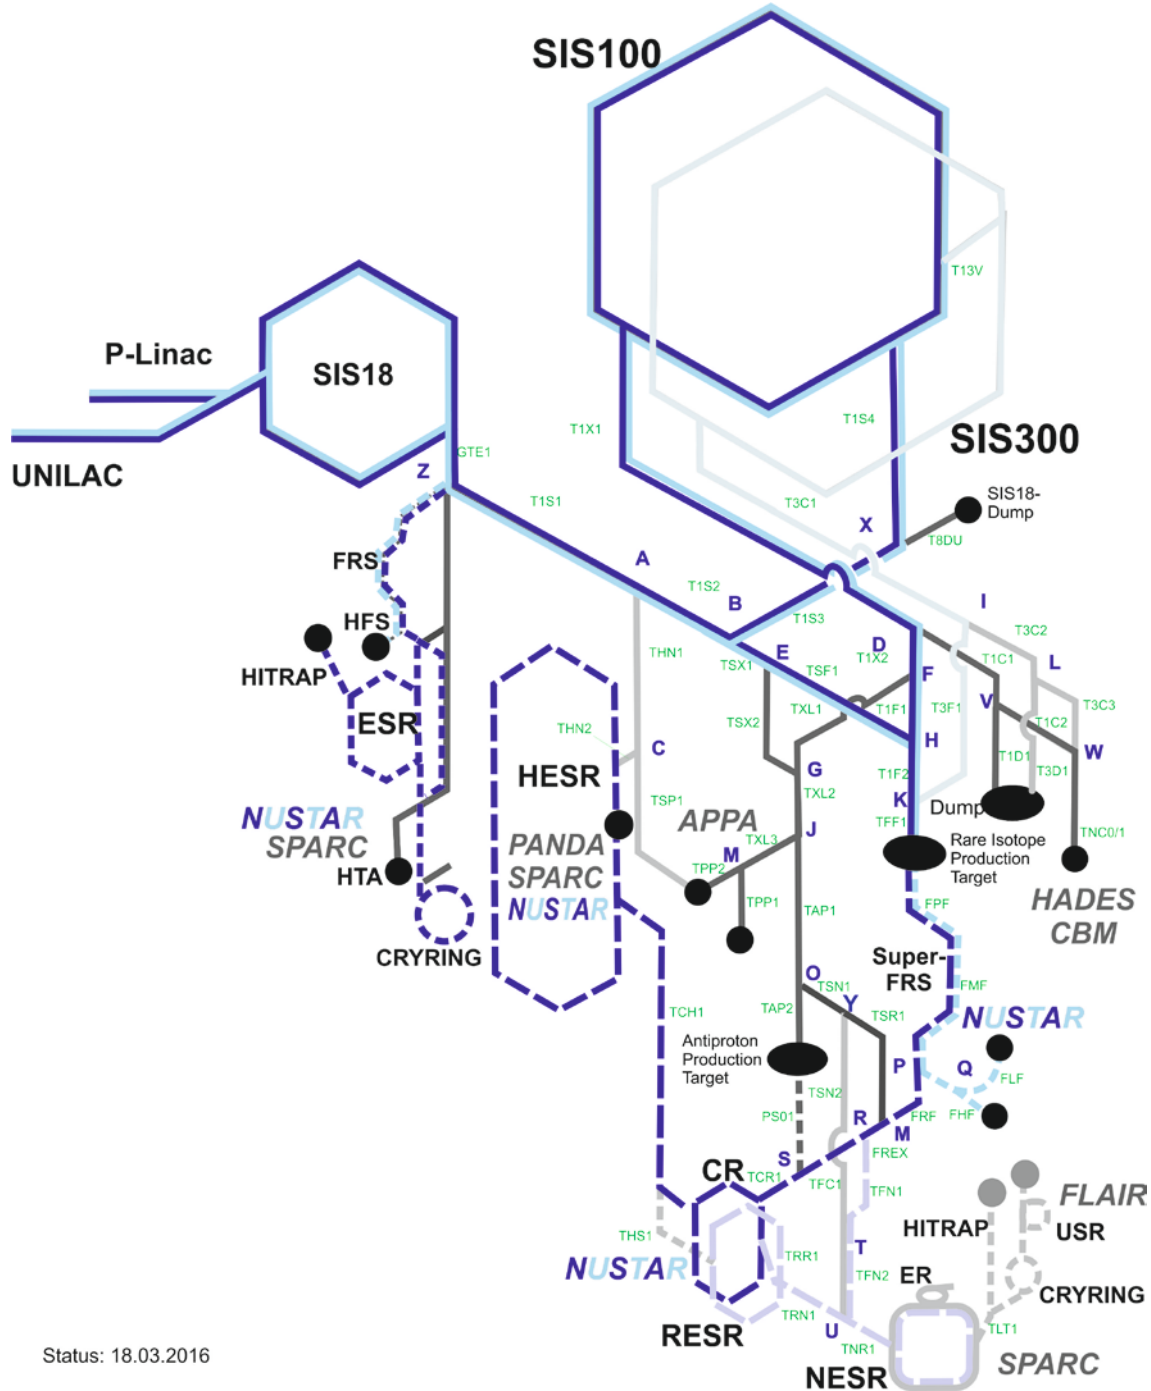 SIS100
T13V
P-Linac
SIS18
T1X1
T1S4
SIS300
UNILAC
GTE1
Z
T1S1
T3C1
SIS18-
Dump
X
T8DU
FRS
A
T1S2
B
T1S3
I
HFS
T3C2
D
THN1
TSX1
E
TSF1
T1X2
T1C1
L
HITRAP
F
ESR
TSX2
TXL1
T1F1
T3F1
V
T3C3
T1C2
THN2
C
H
W
HESR
G
T1F2
T1D1
T3D1
TSP1
TXL2
K
Dump
NUSTAR
SPARC
APPA
J
TFF1
TNC0/1
PANDA
SPARC
NUSTAR
TXL3
M
TPP2
Rare Isotope
Production
Target
HTA
TPP1
TAP1
FPF
HADES
CBM
CRYRING
Super-
FRS
O
TSN1
FMF
TCH1
TAP2
Y
TSR1
NUSTAR
Antiproton
Production
Target
P
Q
FLF
TSN2
PS01
R
M
FRF
FHF
FREX
S
CR
TCR1
TFC1
TFN1
FLAIR
HITRAP
USR
THS1
NUSTAR
TRR1
T
TFN2
ER
CRYRING
TRN1
RESR
U
TNR1
TLT1
NESR
SPARC
Status: 18.03.2016